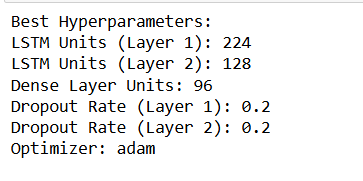 Best Hyperparameters:
LSTM Units (Layer 1): 224
LSTM Units (Layer 2): 128
Dense Layer Units: 96
Dropout Rate (Layer 1): 0.2
Dropout Rate (Layer 2): 0.2
Optimizer: adam